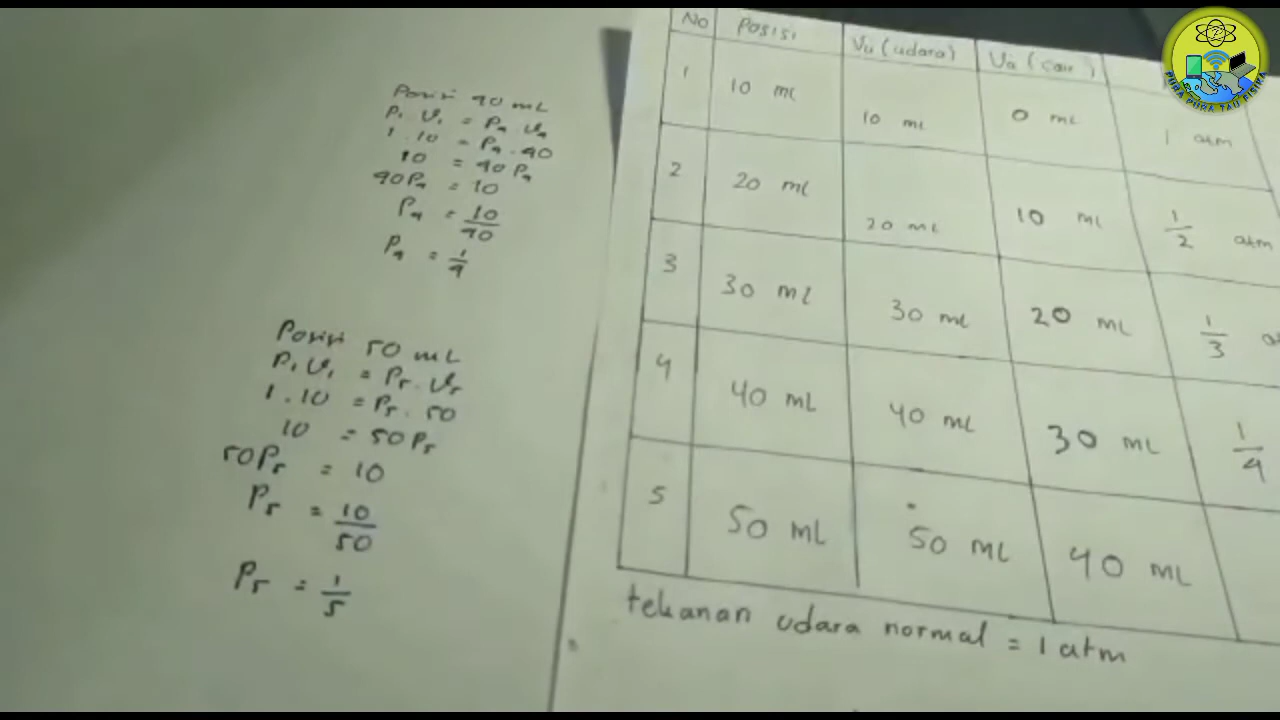 Posisi 40 mL
P₁ V₁ = P₄ . V₄
1 . 10 = P₄ . 40
10 = 40 P₄
40P₄ = 10
P₄ = 10/40
P₄ = 1/4
Posisi 50 mL
P₁ V₁ = P₅ . V₅
1 . 10 = P₅ . 50
10 = 50P₅
50P₅ = 10
P₅ = 10/50
P₅ = 1/5
No Posisi Vu (udara) Va (cair)
1 10 ml 10 ml 0 ml 1 atm
2 20 ml 20 ml 10 ml 1/2 atm
3 30 ml 30 ml 20 ml 1/3
4 40 mL 40 mL 30 mL 1/4
5 50 mL 50 mL 40 mL
tekanan udara normal = 1 atm
PURA PURA TAU FISIKA